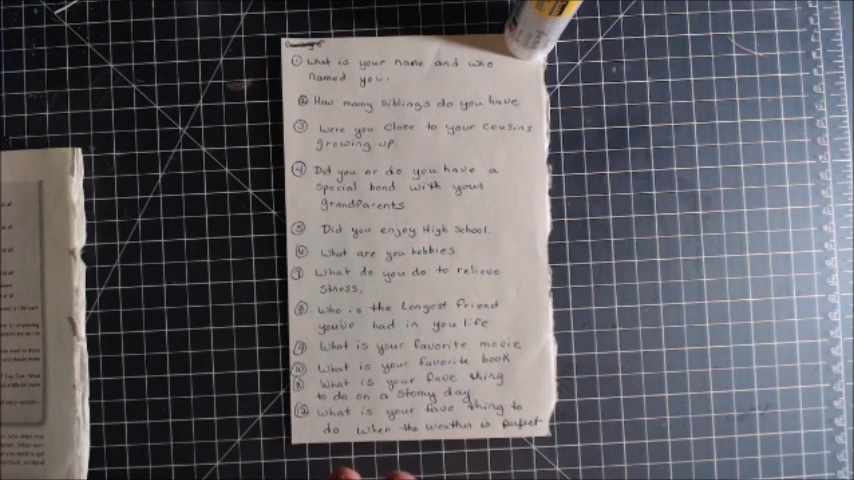 ① What is your name and who
named you.
② How many siblings do you have
③ Were you close to your cousins
growing up.
④ Did you or do you have a
special bond with your
grandparents
⑤ Did you enjoy High School.
⑥ What are you hobbies
⑦ What do you do to relieve
stress.
⑧ Who is the Longest friend
you've had in you life
⑨ What is your favorite movie
⑩ What is your favorite book
⑪ What is your fave thing
to do on a stormy day
⑫ What is your fave thing to
do when the weather is perfect